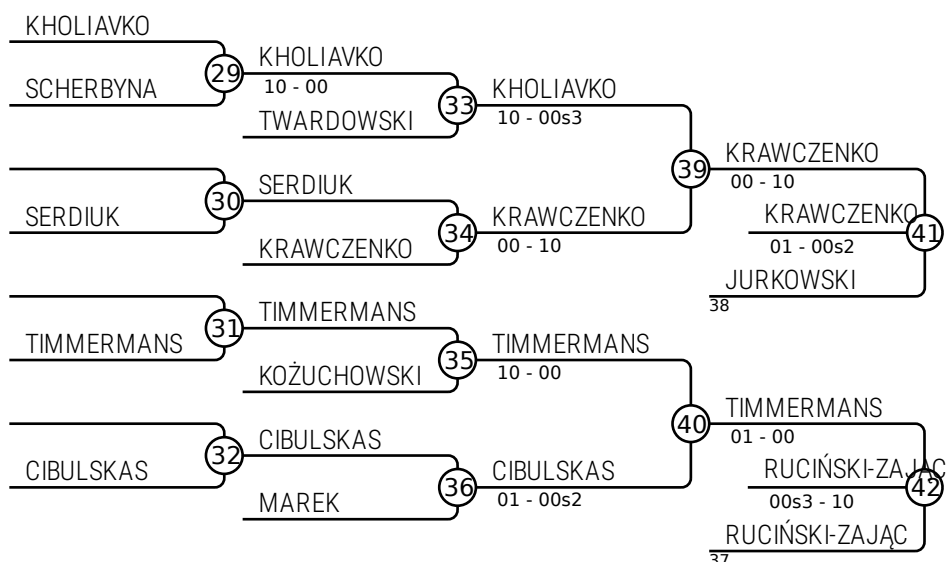 KHOLIAVKO
SCHERBYNA
29
KHOLIAVKO
10 - 00
TWARDOWSKI
33
KHOLIAVKO
10 - 00s3
SERDIUK
30
SERDIUK
KRAWCZENKO
34
KRAWCZENKO
00 - 10
39
KRAWCZENKO
00 - 10
KRAWCZENKO
01 - 00s2
41
JURKOWSKI
38
TIMMERMANS
31
TIMMERMANS
KOŻUCHOWSKI
35
TIMMERMANS
10 - 00
CIBULSKAS
32
CIBULSKAS
MAREK
36
CIBULSKAS
01 - 00s2
40
TIMMERMANS
01 - 00
RUCIŃSKI-ZAJĄC
00s3 - 10
42
RUCIŃSKI-ZAJĄC
37